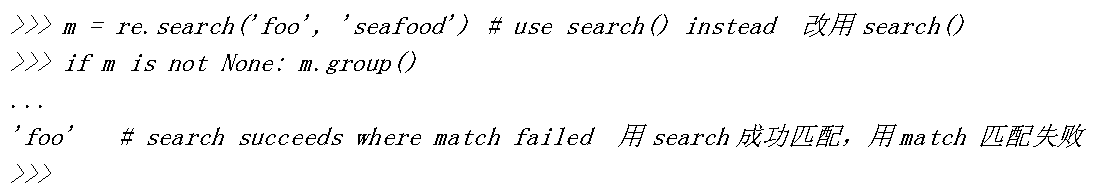 >>> m = re.search('foo', 'seafood') # use search() instead 改用 search()
>>> if m is not None: m.group()
...
'foo' # search succeeds where match failed 用 search 成功匹配，用 match 匹配失败
>>>